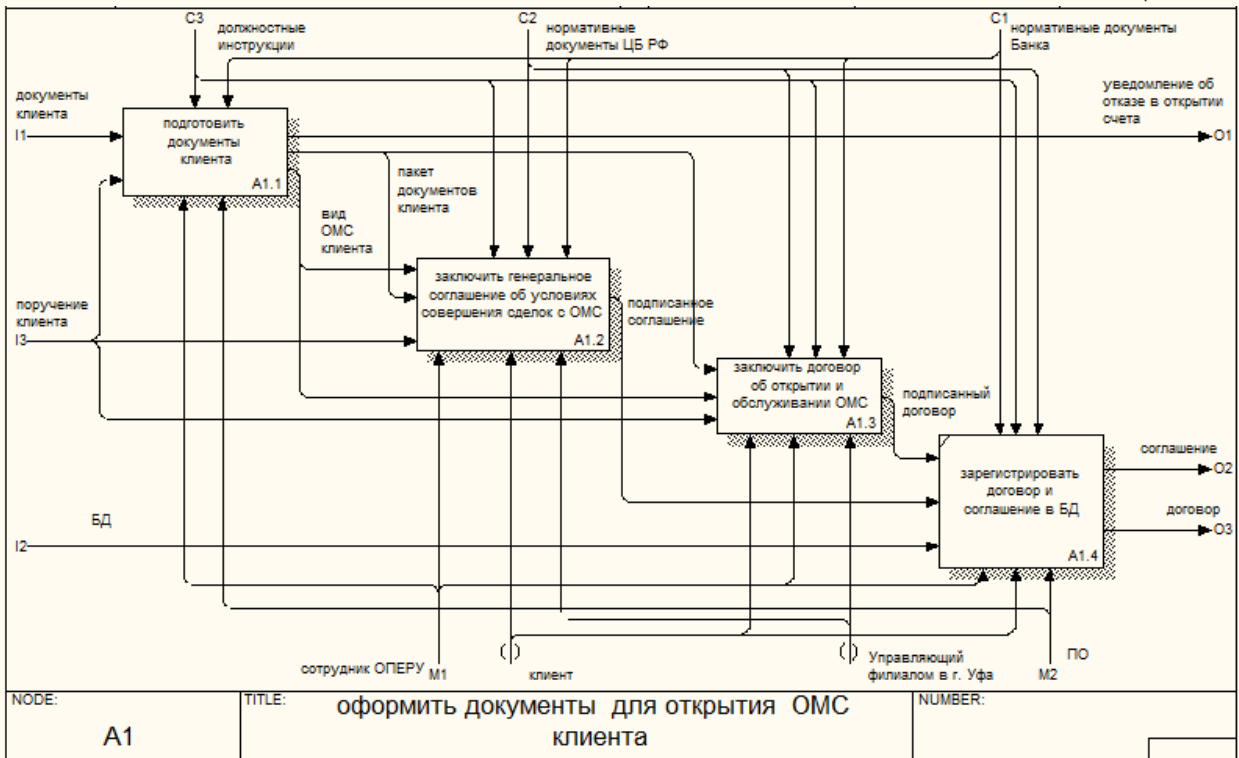 C3
должностные
инструкции
C2
нормативные
документы ЦБ РФ
C1
нормативные документы
Банка
документы
клиента
I1
подготовить
документы
клиента
A1.1
уведомление об
отказе в открытии
счета
O1
пакет
документов
клиента
вид
ОМС
клиента
поручение
клиента
I3
заключить генеральное
соглашение об условиях
совершения сделок с ОМС
A1.2
подписанное
соглашение
заключить договор
об открытии и
обслуживании ОМС
A1.3
подписанный
договор
зарегистрировать
договор и
соглашение в БД
A1.4
соглашение
O2
договор
O3
БД
I2
сотрудник ОПЕРУ
M1
клиент
Управляющий
филиалом в г. Уфа
ПО
M2
NODE:
A1
TITLE:
оформить документы для открытия ОМС
клиента
NUMBER: